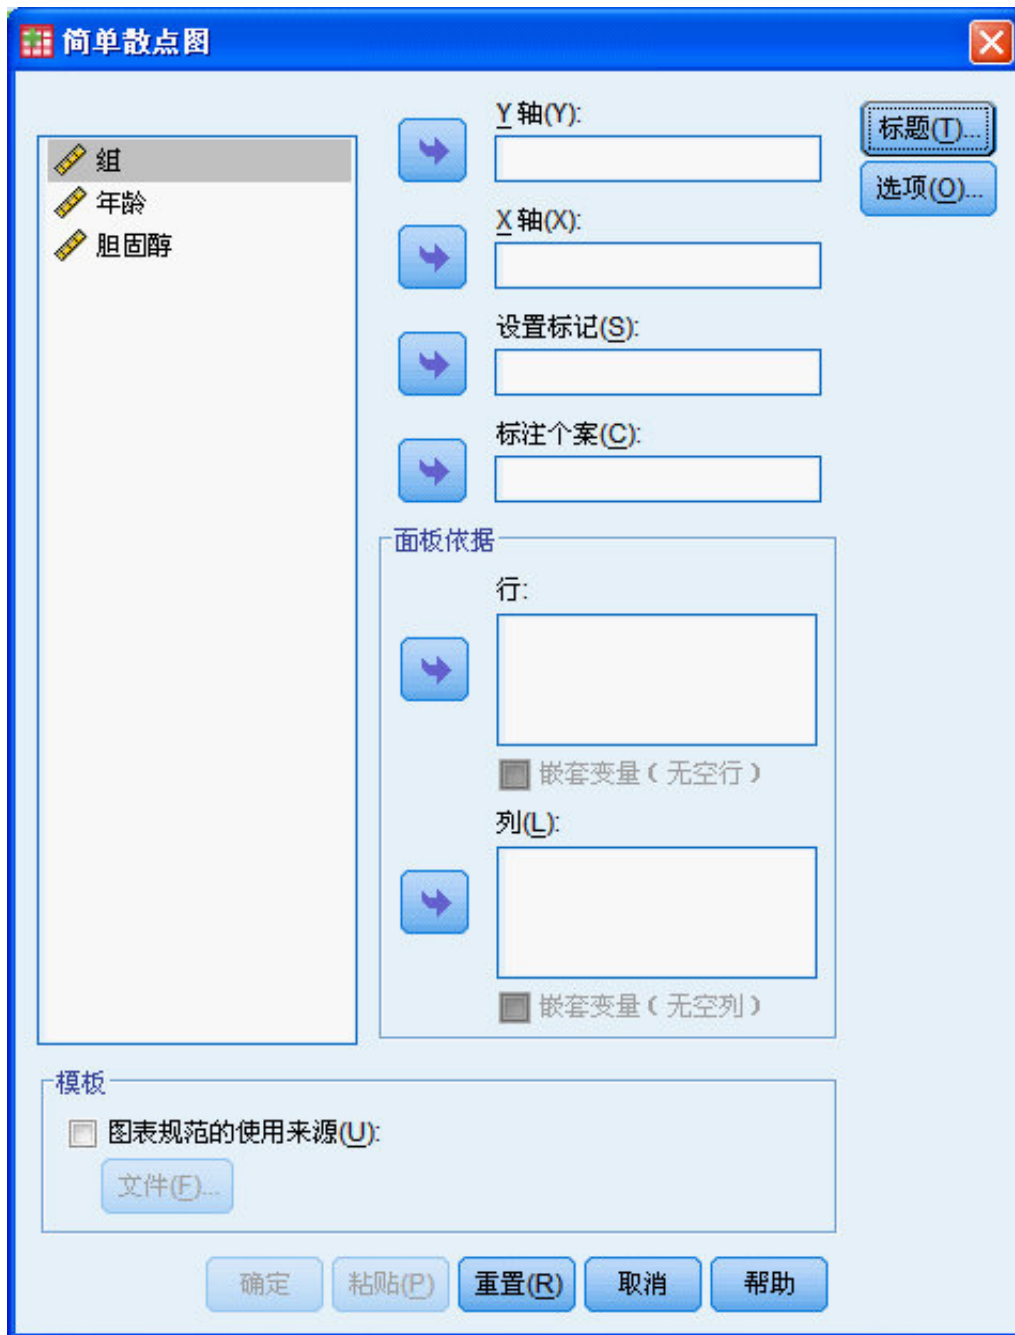 简单散点图
组
年龄
胆固醇
Y 轴(Y):
X 轴(X):
设置标记(S):
标注个案(C):
标题(T)...
选项(O)...
面板依据
行:
嵌套变量（无空行）
列(L):
嵌套变量（无空列）
模板
图表规范的使用来源(U):
文件(F)...
确定
粘贴(P)
重置(R)
取消
帮助